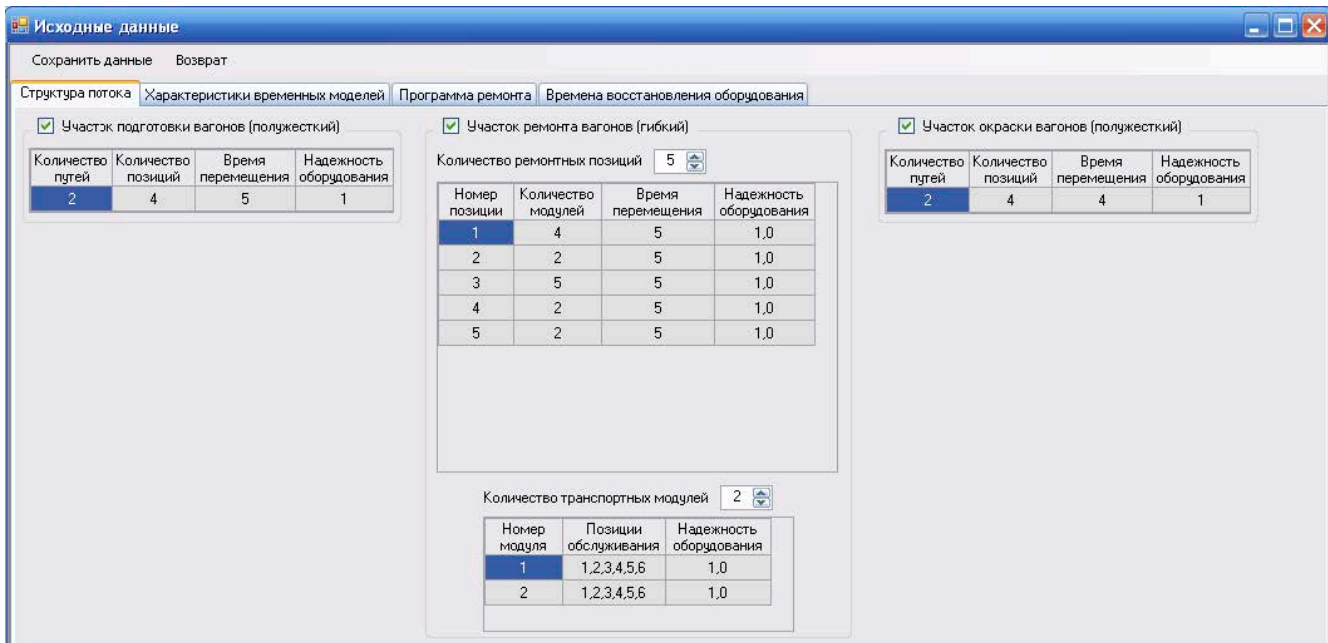 Исходные данные
Сохранить данные Возврат
Структура потока Характеристики временных моделей Программа ремонта Времена восстановления оборудования
Участэк подготовки вагонов (полужесткий)
Количество путей Количество позиций Время перемещения Надежность оборудования
2 4 5 1
Участок ремонта вагонов (гибкий)
Количество ремонтных позиций 5
Номер позиции Количество модулей Время перемещения Надежность оборудования
1 4 5 1,0
2 2 5 1,0
3 5 5 1,0
4 2 5 1,0
5 2 5 1,0
Количество транспортных модулей 2
Номер модуля Позиции обслуживания Надежность оборудования
1 1,2,3,4,5,6 1,0
2 1,2,3,4,5,6 1,0
Участок окраски вагонов (полужесткий)
Количество путей Количество позиций Время перемещения Надежность оборудования
2 4 4 1